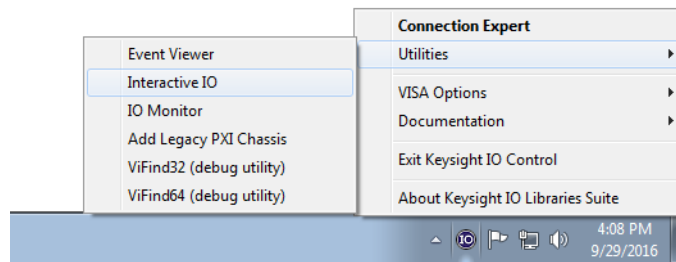 Connection Expert
Utilities
VISA Options
Documentation
Exit Keysight IO Control
About Keysight IO Libraries Suite
Event Viewer
Interactive IO
IO Monitor
Add Legacy PXI Chassis
ViFind32 (debug utility)
ViFind64 (debug utility)
IO
4:08 PM
9/29/2016